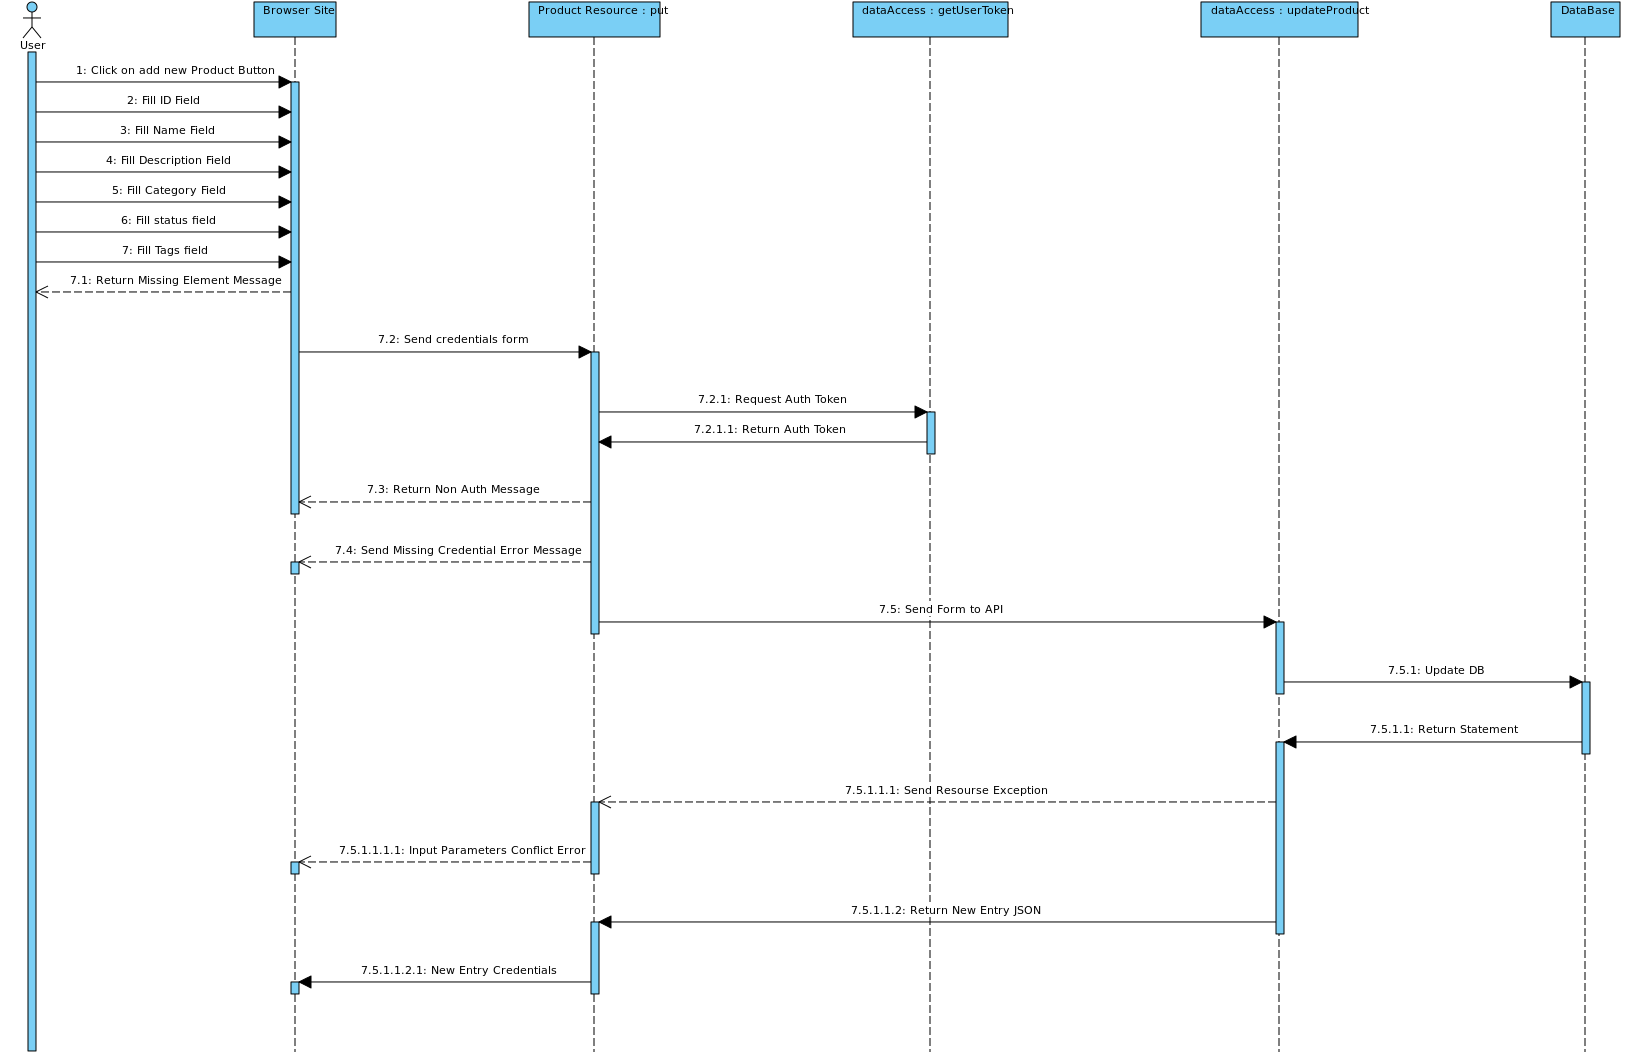 Browser Site
Product Resource : put
dataAccess : getUserToken
dataAccess : updateProduct
DataBase
User
1: Click on add new Product Button
2: Fill ID Field
3: Fill Name Field
4: Fill Description Field
5: Fill Category Field
6: Fill status field
7: Fill Tags field
7.1: Return Missing Element Message
7.2: Send credentials form
7.2.1: Request Auth Token
7.2.1.1: Return Auth Token
7.3: Return Non Auth Message
7.4: Send Missing Credential Error Message
7.5: Send Form to API
7.5.1: Update DB
7.5.1.1: Return Statement
7.5.1.1.1: Send Resourse Exception
7.5.1.1.1.1: Input Parameters Conflict Error
7.5.1.1.2: Return New Entry JSON
7.5.1.1.2.1: New Entry Credentials